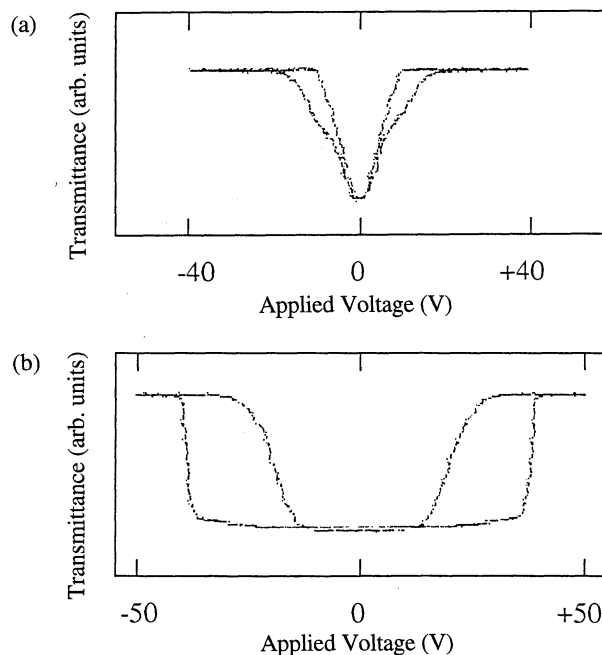 (a)
Transmittance (arb. units)
-40 0 +40
Applied Voltage (V)
(b)
Transmittance (arb. units)
-50 0 +50
Applied Voltage (V)